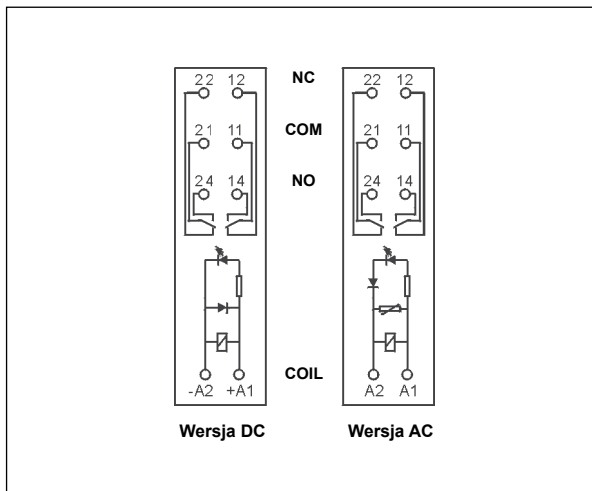 22 12 NC 22 12
21 11 COM 21 11
24 14 NO 24 14
COIL
-A2 +A1 A2 A1
Wersja DC Wersja AC